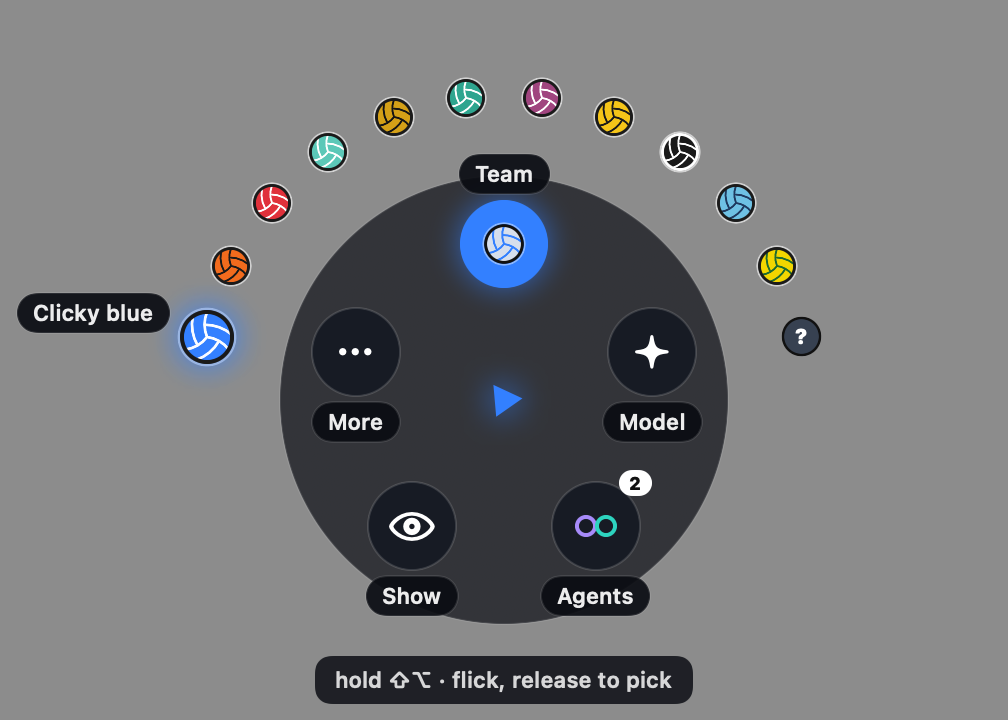 Team
Clicky blue
?
More
Model
2
Show
Agents
hold ⇧⌥ · flick, release to pick